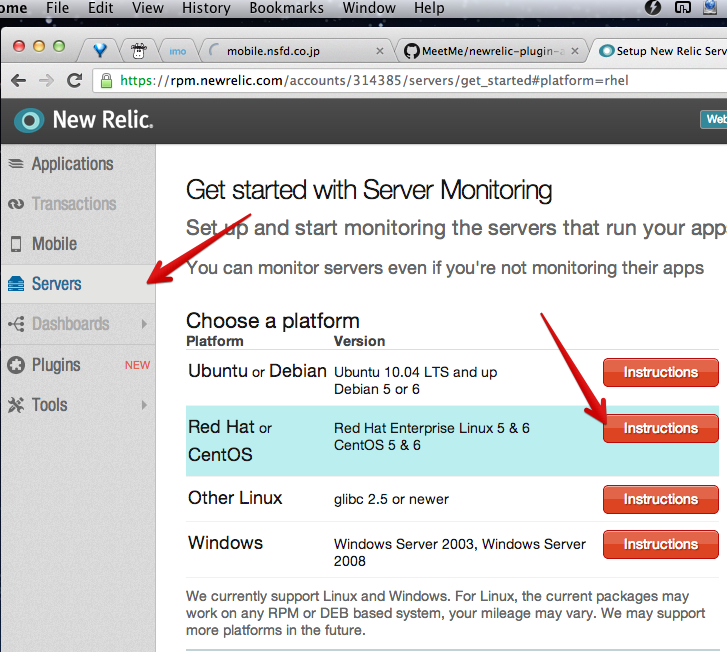 ome File Edit View History Bookmarks Window Help
imo mobile.nsfd.co.jp MeetMe/newrelic-plugin-a Setup New Relic Serv
https://rpm.newrelic.com/accounts/314385/servers/get_started#platform=rhel
New Relic.
Web
Applications
Transactions
Mobile
Servers
Dashboards
Plugins NEW
Tools
Get started with Server Monitoring
Set up and start monitoring the servers that run your apps
You can monitor servers even if you're not monitoring their apps
Choose a platform
Platform Version
Ubuntu or Debian Ubuntu 10.04 LTS and up
Debian 5 or 6
Instructions
Red Hat or
CentOS
Red Hat Enterprise Linux 5 & 6
CentOS 5 & 6
Instructions
Other Linux glibc 2.5 or newer Instructions
Windows Windows Server 2003, Windows Server
2008
Instructions
We currently support Linux and Windows. For Linux, the current packages may
work on any RPM or DEB based system, your mileage may vary. We may support
more platforms in the future.